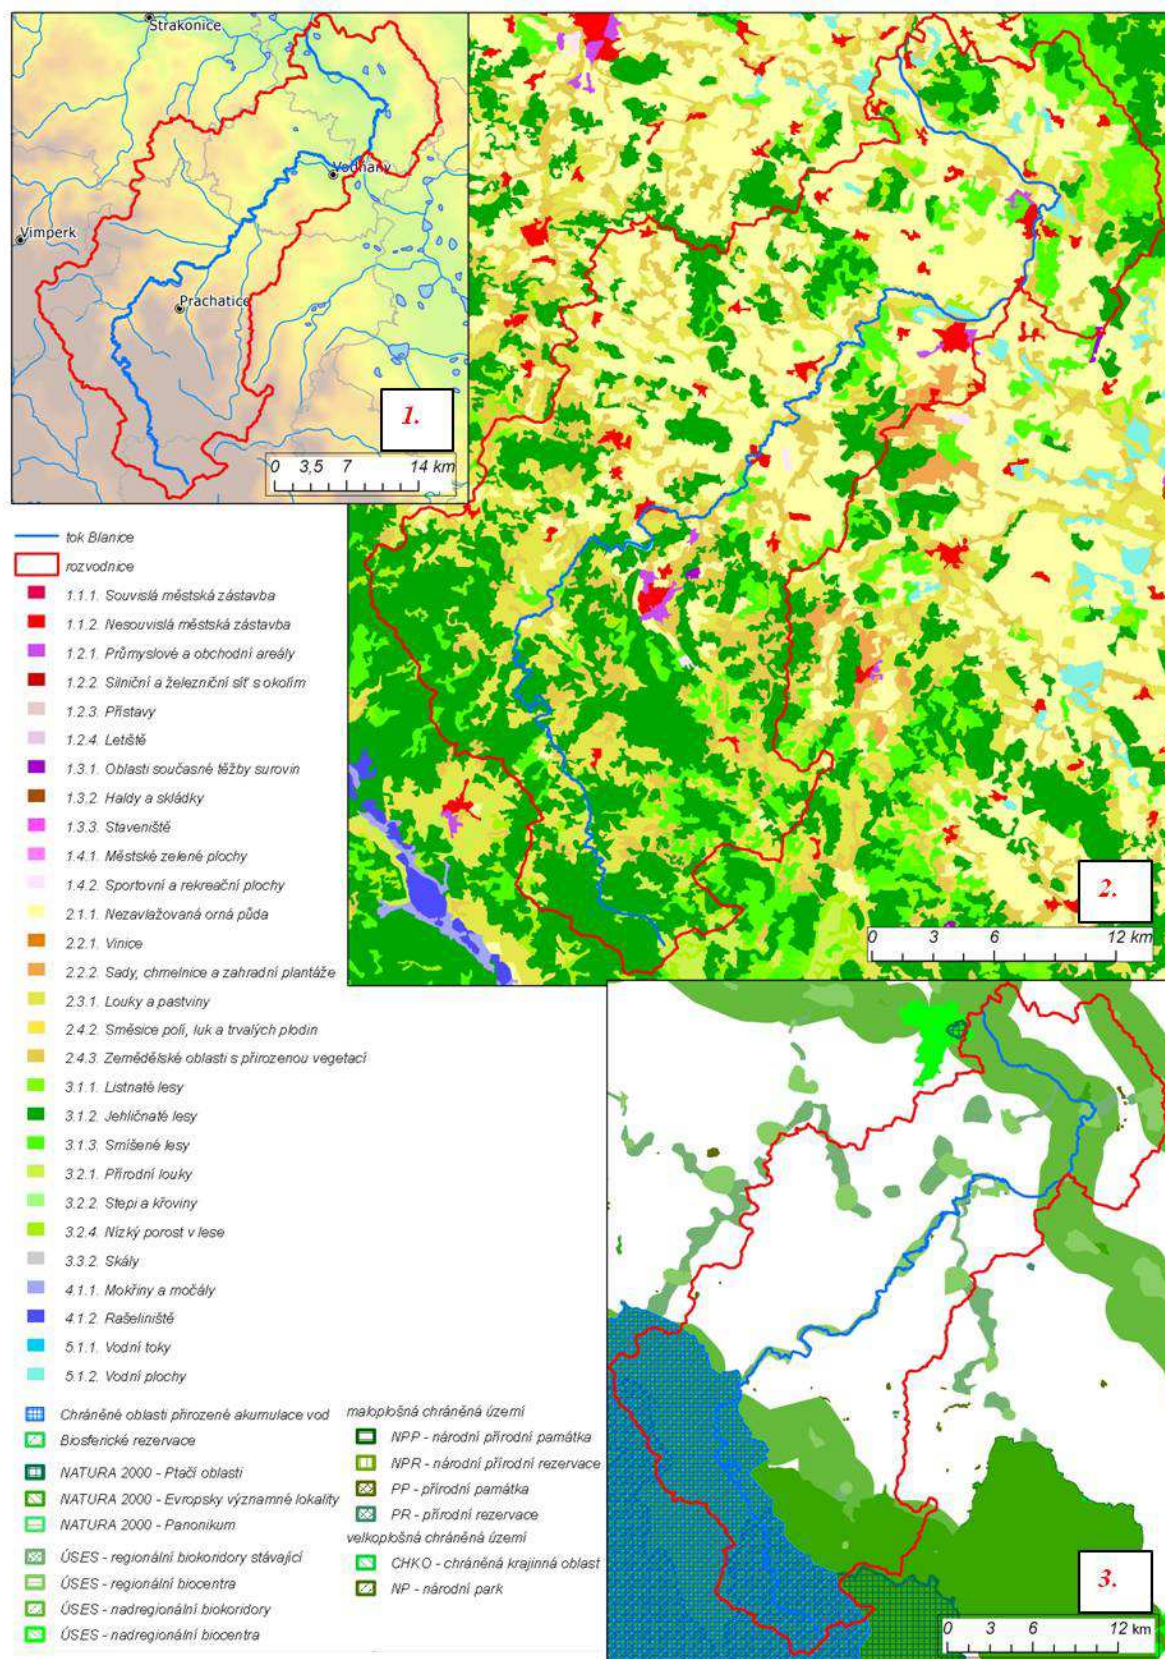 Strakonice
Vodňany
Vimperk
Prachatice
1.
0 3,5 7 14 km
2.
0 3 6 12 km
tok Blanice
rozvodnice
1.1.1. Souvislá městská zástavba
1.1.2. Nesouvislá městská zástavba
1.2.1. Průmyslové a obchodní areály
1.2.2. Silniční a železniční síť s okolím
1.2.3. Přístavy
1.2.4. Letiště
1.3.1. Oblasti současné těžby surovin
1.3.2. Haldy a skládky
1.3.3. Staveniště
1.4.1. Městské zelené plochy
1.4.2. Sportovní a rekreační plochy
2.1.1. Nezavlažovaná orná půda
2.2.1. Vinice
2.2.2. Sady, chmelnice a zahradní plantáže
2.3.1. Louky a pastviny
2.4.2. Směsice polí, luk a trvalých plodin
2.4.3. Zemědělské oblasti s přirozenou vegetací
3.1.1. Listnaté lesy
3.1.2. Jehličnaté lesy
3.1.3. Smíšené lesy
3.2.1. Přírodní louky
3.2.2. Stepi a křoviny
3.2.4. Nízký porost v lese
3.3.2. Skály
4.1.1. Mokřiny a močály
4.1.2. Rašeliniště
5.1.1. Vodní toky
5.1.2. Vodní plochy
Chráněné oblasti přirozené akumulace vod
Biosferické rezervace
NATURA 2000 - Ptačí oblasti
NATURA 2000 - Evropsky významné lokality
NATURA 2000 - Panonikum
ÚSES - regionální biokoridory stávající
ÚSES - regionální biocentra
ÚSES - nadregionální biokoridory
ÚSES - nadregionální biocentra
maloplošná chráněná území
NPP - národní přírodní památka
NPR - národní přírodní rezervace
PP - přírodní památka
PR - přírodní rezervace
velkoplošná chráněná území
CHKO - chráněná krajinná oblast
NP - národní park
3.
0 3 6 12 km